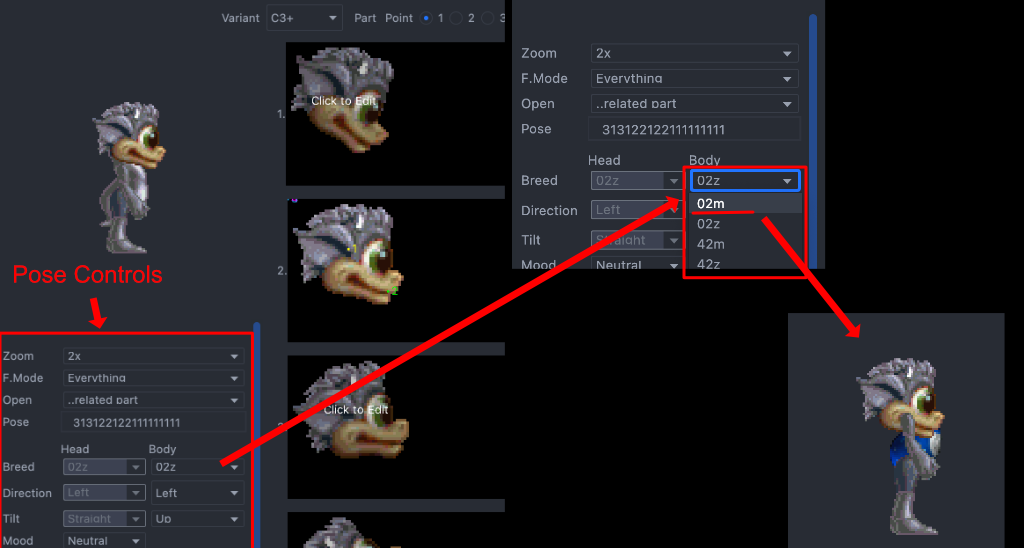 Variant C3+ Part Point 1 2 3
1. Click to Edit
2.
Click to Edit
Pose Controls
Zoom 2x
F.Mode Everything
Open ..related part
Pose 313122122111111111
Head Body
Breed 02z 02z
Direction Left Left
Tilt Straight Up
Mood Neutral
Zoom 2x
F.Mode Everything
Open ..related part
Pose 313122122111111111
Head Body
Breed 02z 02z
02m
Direction Left
02z
Tilt Straight 42m
Mood Neutral 42z